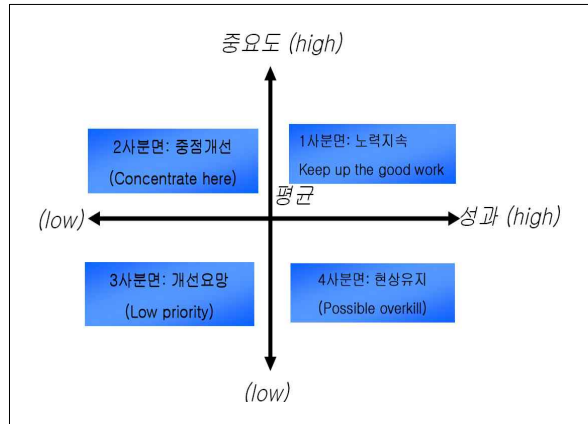 중요도 (high)
2사분면: 중점개선
(Concentrate here)
1사분면: 노력지속
Keep up the good work
평균
(low)
성과 (high)
3사분면: 개선요망
(Low priority)
4사분면: 현상유지
(Possible overkill)
(low)